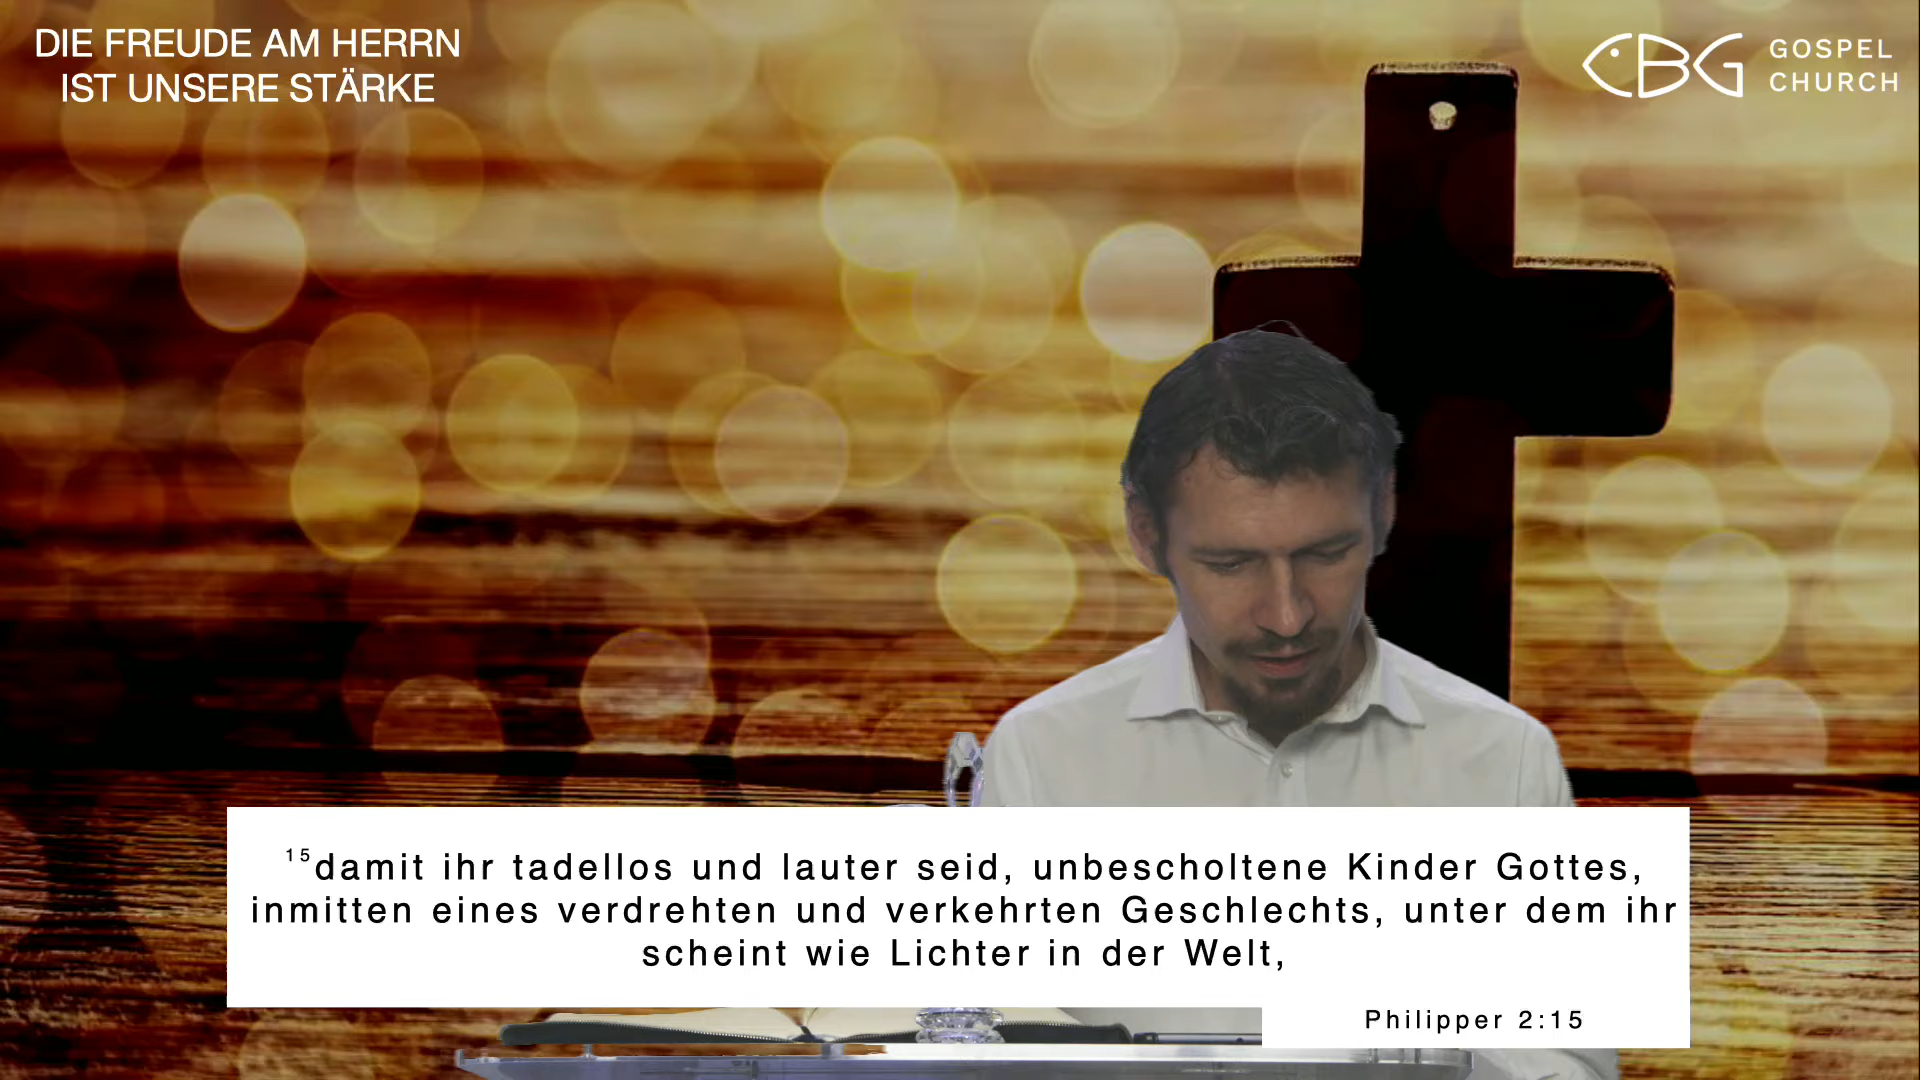 DIE FREUDE AM HERRN
IST UNSERE STÄRKE
CBG GOSPEL
CHURCH
15damit ihr tadellos und lauter seid, unbescholtene Kinder Gottes,
inmitten eines verdrehten und verkehrten Geschlechts, unter dem ihr
scheint wie Lichter in der Welt,
Philipper 2:15